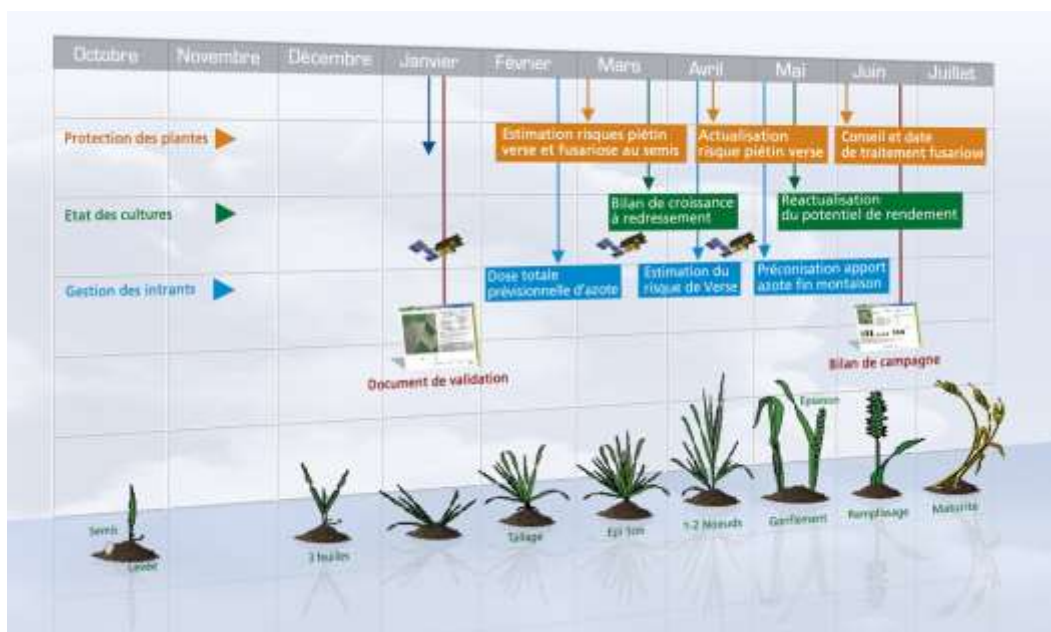 Octobre Novembre Décembre Janvier Février Mars Avril Mai Juin Juillet
Protection des plantes
Estimation risques piétin
verse et fusariose au semis
Actualisation
risque piétin verse
Conseil et date
de traitement fusariose
Etat des cultures
Bilan de croissance
à redressement
Réactualisation
du potentiel de rendement
Gestion des intrants
Dose totale
prévisionnelle d'azote
Estimation du
risque de Verse
Préconisation apport
azote fin montaison
Document de validation
Bilan de campagne
Semis
Levée
3 feuilles
Tallage
Epi 1cm
1-2 Nœuds
Gonflement
Epiaison
Remplissage
Maturité